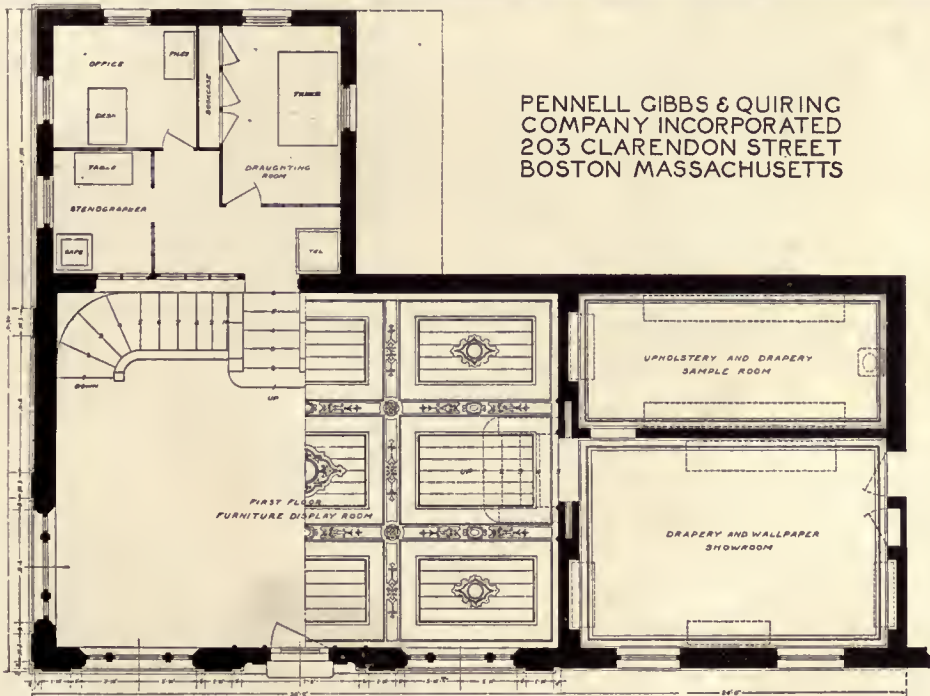 OFFICE
FILES
DESK
BOOKCASE
TABLE
DRAUGHTING
ROOM
PENNELL GIBBS & QUIRING
COMPANY INCORPORATED
203 CLARENDON STREET
BOSTON MASSACHUSETTS
TABLE
STENOGRAPHER
SAFE
TEL
DOWN
UP
UPHOLSTERY AND DRAPERY
SAMPLE ROOM
UP
FIRST FLOOR
FURNITURE DISPLAY ROOM
DRAPERY AND WALLPAPER
SHOWROOM